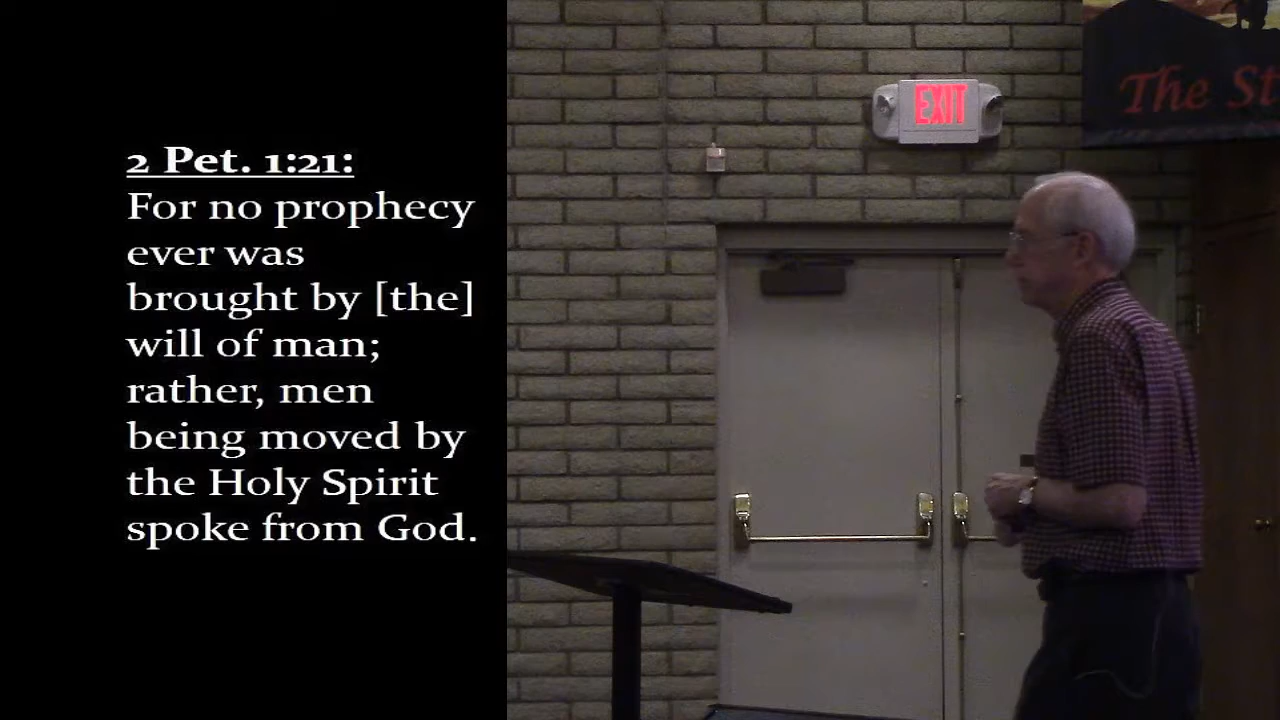 2 Pet. 1:21:
For no prophecy
ever was
brought by [the]
will of man;
rather, men
being moved by
the Holy Spirit
spoke from God.
EXIT
The